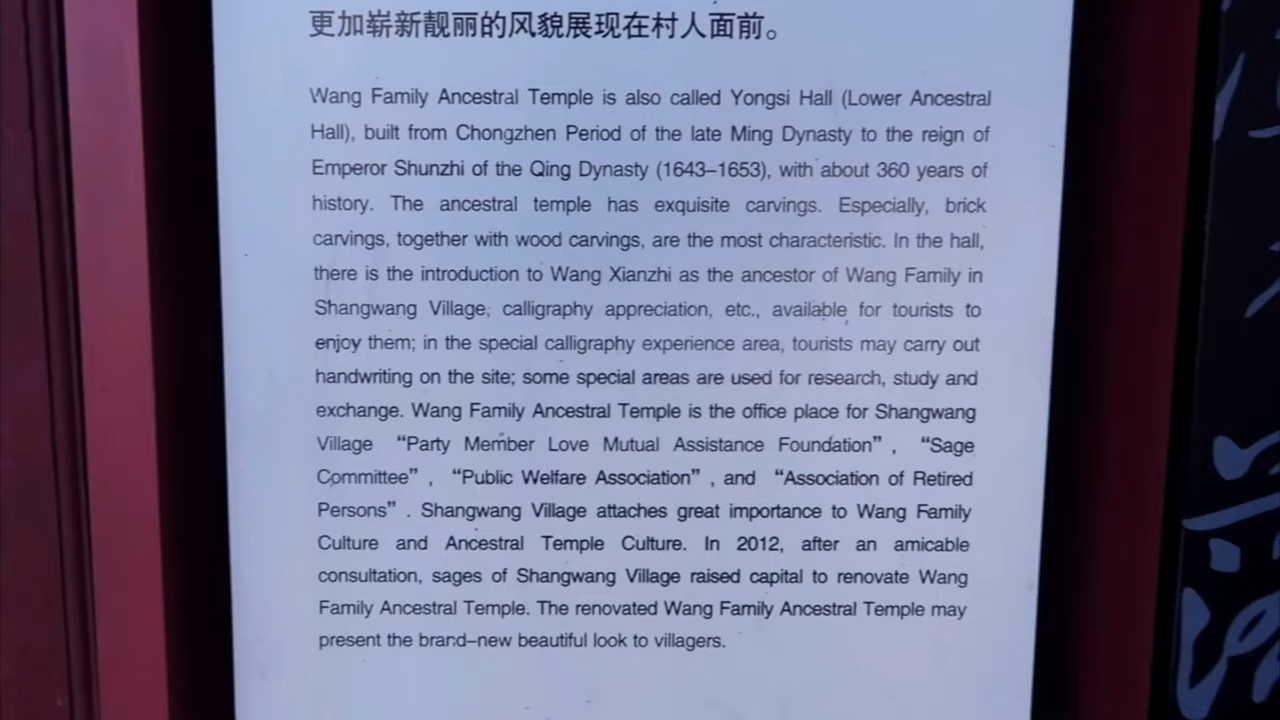 更加崭新靓丽的风貌展现在村人面前。
Wang Family Ancestral Temple is also called Yongsi Hall (Lower Ancestral
Hall), built from Chongzhen Period of the late Ming Dynasty to the reign of
Emperor Shunzhi of the Qing Dynasty (1643–1653), with about 360 years of
history. The ancestral temple has exquisite carvings. Especially, brick
carvings, together with wood carvings, are the most characteristic. In the hall,
there is the introduction to Wang Xianzhi as the ancestor of Wang Family in
Shangwang Village; calligraphy appreciation, etc., available for tourists to
enjoy them; in the special calligraphy experience area, tourists may carry out
handwriting on the site; some special areas are used for research, study and
exchange. Wang Family Ancestral Temple is the office place for Shangwang
Village “Party Member Love Mutual Assistance Foundation” , “Sage
Committee” , “Public Welfare Association” , and “Association of Retired
Persons” . Shangwang Village attaches great importance to Wang Family
Culture and Ancestral Temple Culture. In 2012, after an amicable
consultation, sages of Shangwang Village raised capital to renovate Wang
Family Ancestral Temple. The renovated Wang Family Ancestral Temple may
present the brand–new beautiful look to villagers.